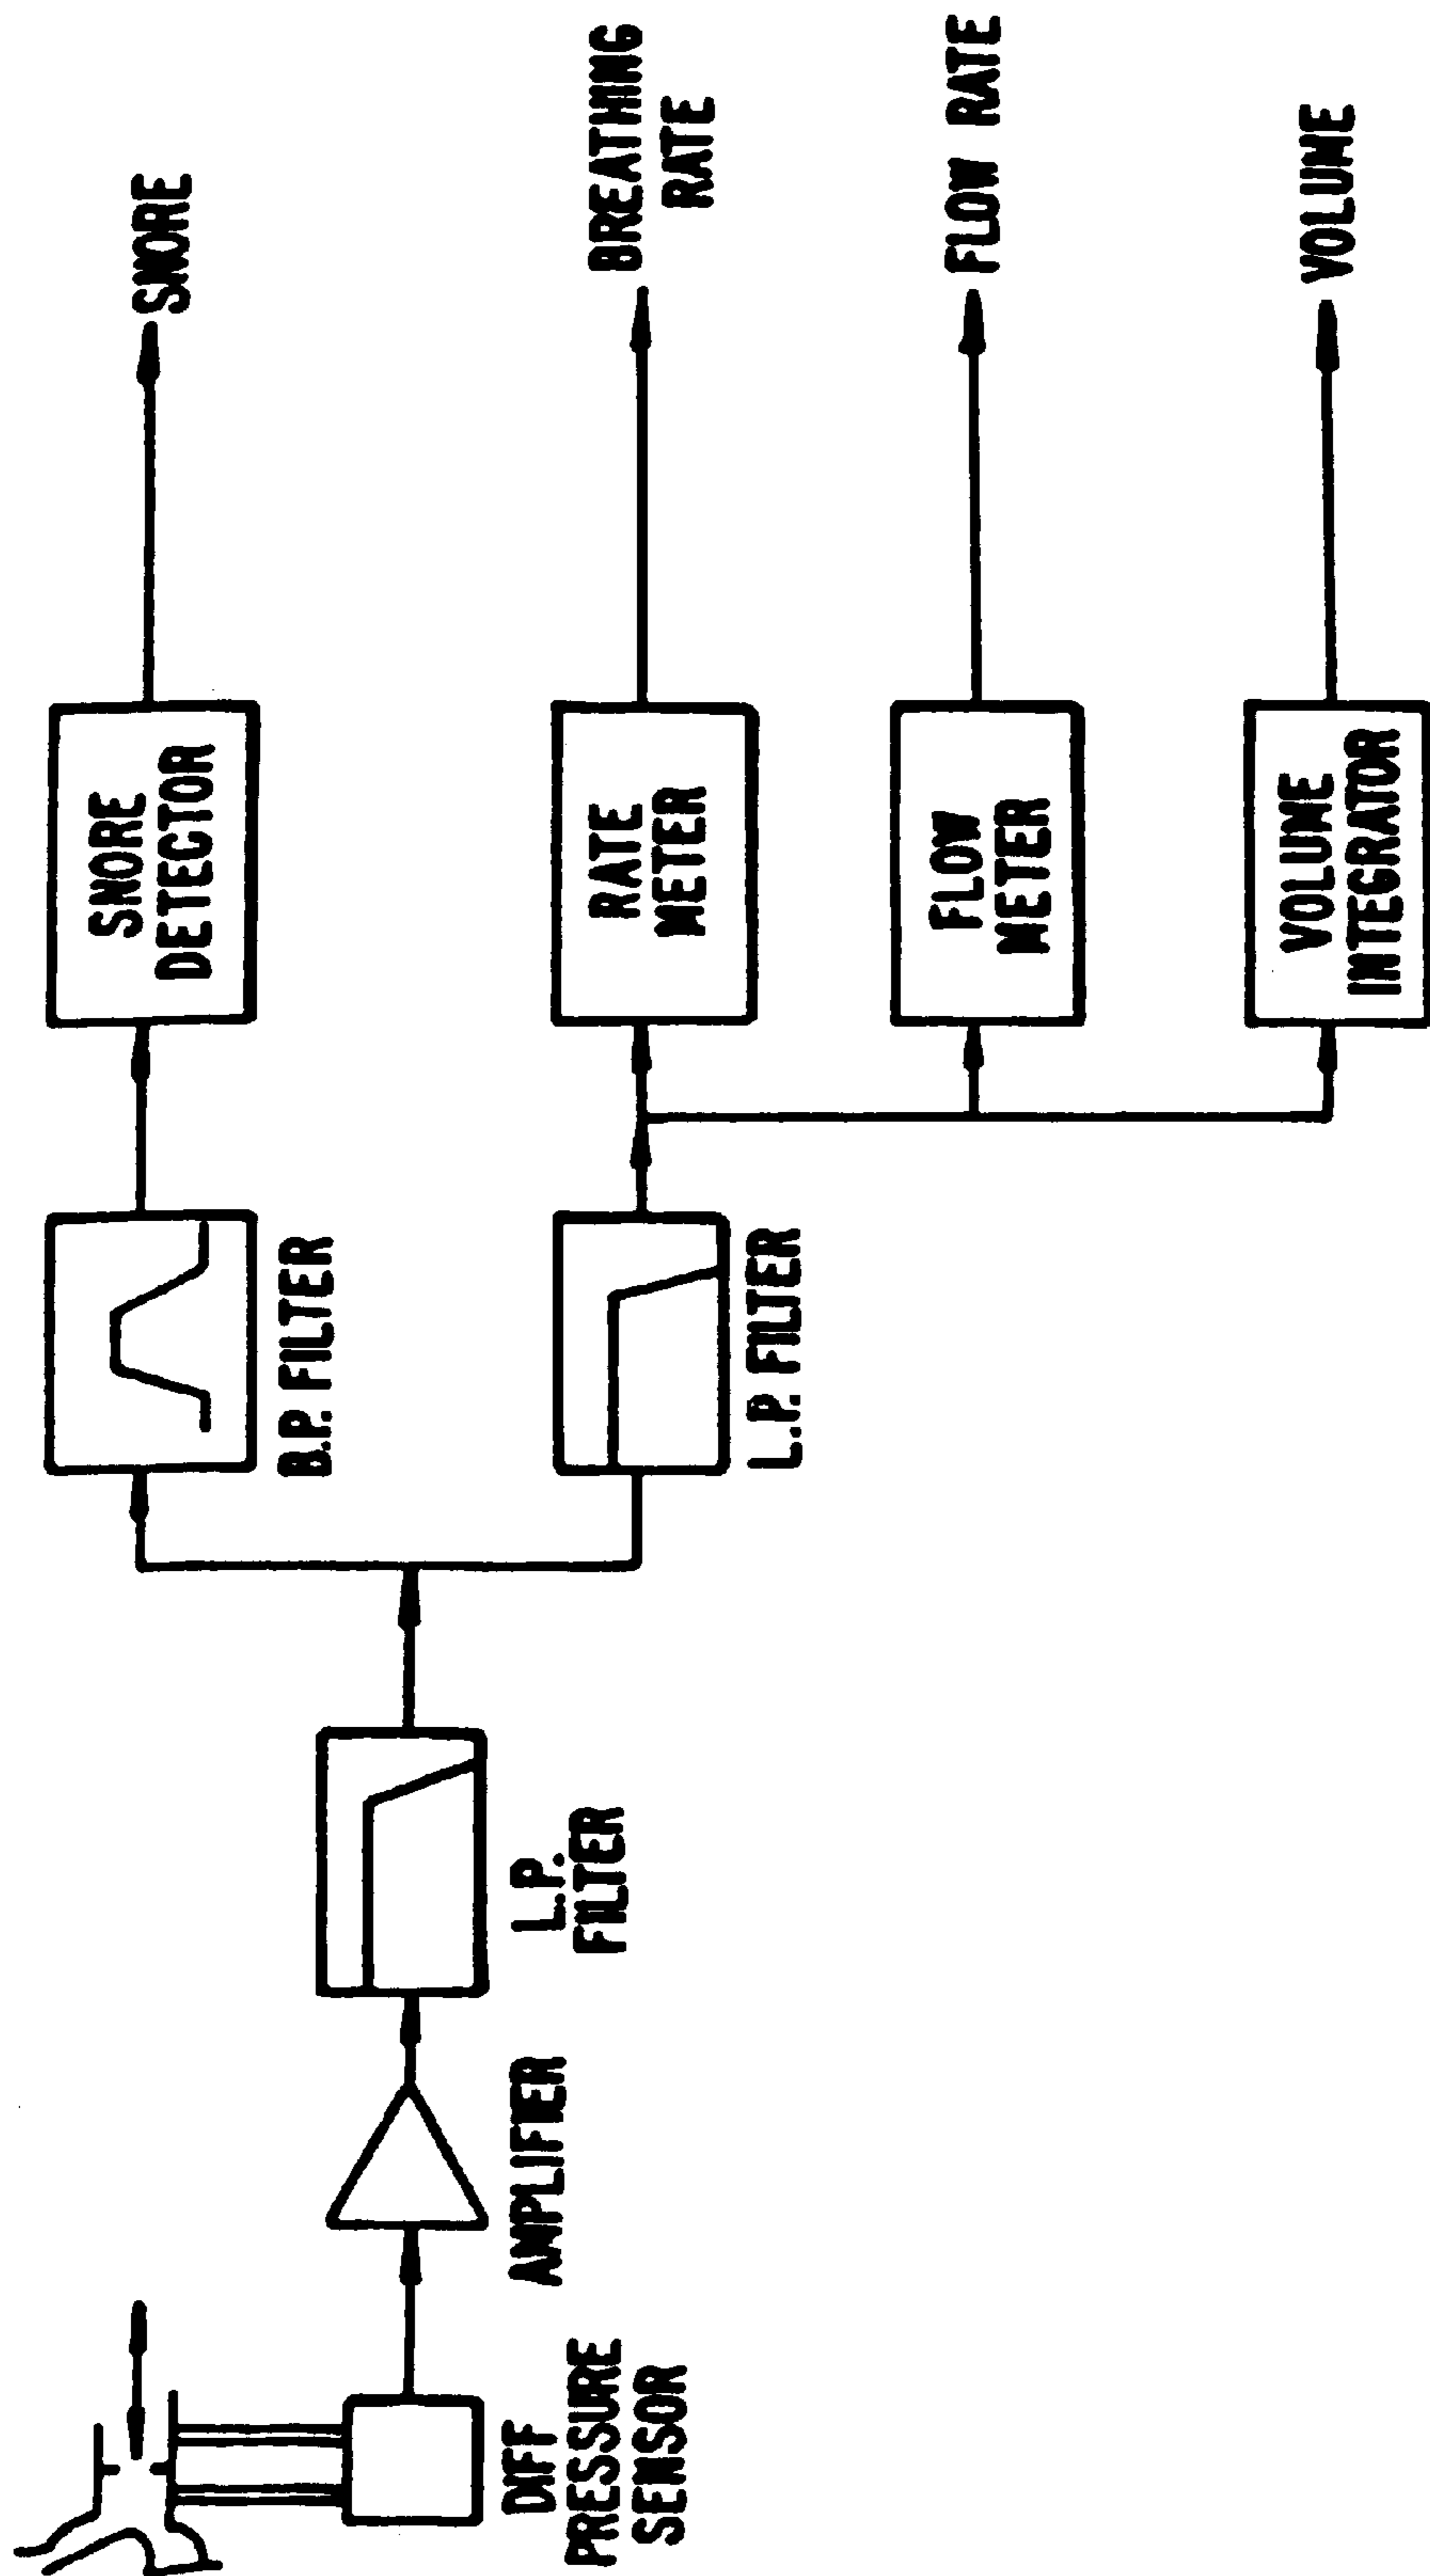 DIFF
PRESSURE
SENSOR
AMPLIFIER
L.P.
FILTER
B.P. FILTER
L.P. FILTER
SNORE
DETECTOR
RATE
METER
FLOW
METER
VOLUME
INTEGRATOR
SNORE
BREATHING
RATE
FLOW RATE
VOLUME